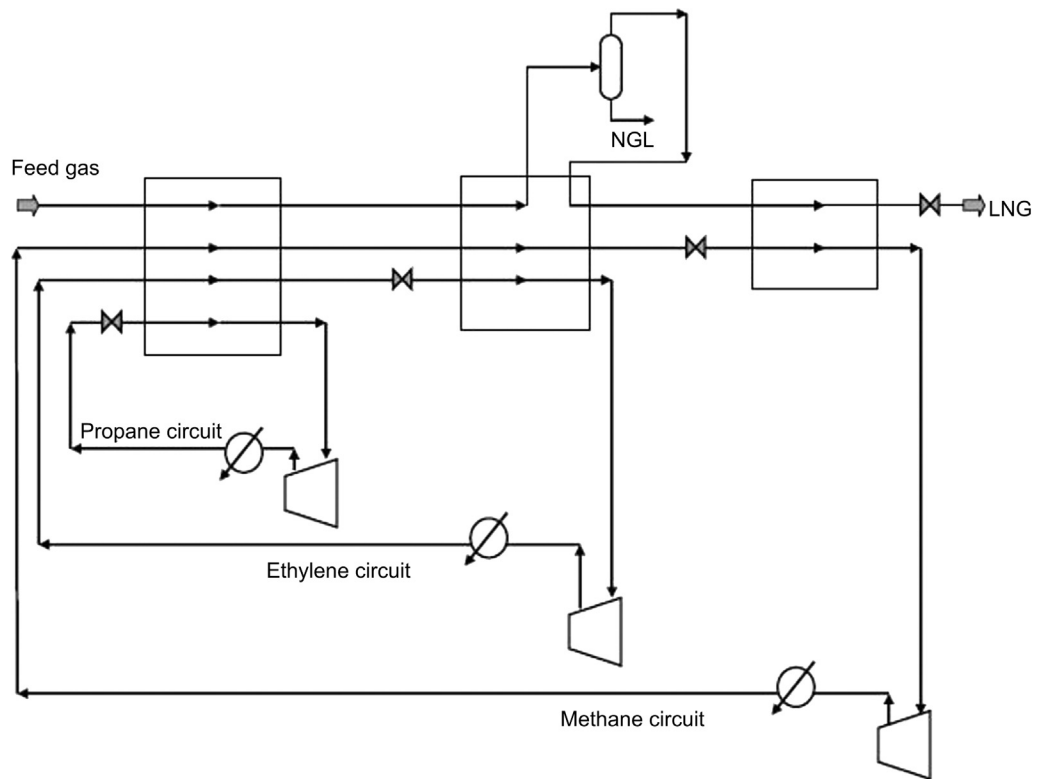 NGL
Feed gas
LNG
Propane circuit
Ethylene circuit
Methane circuit